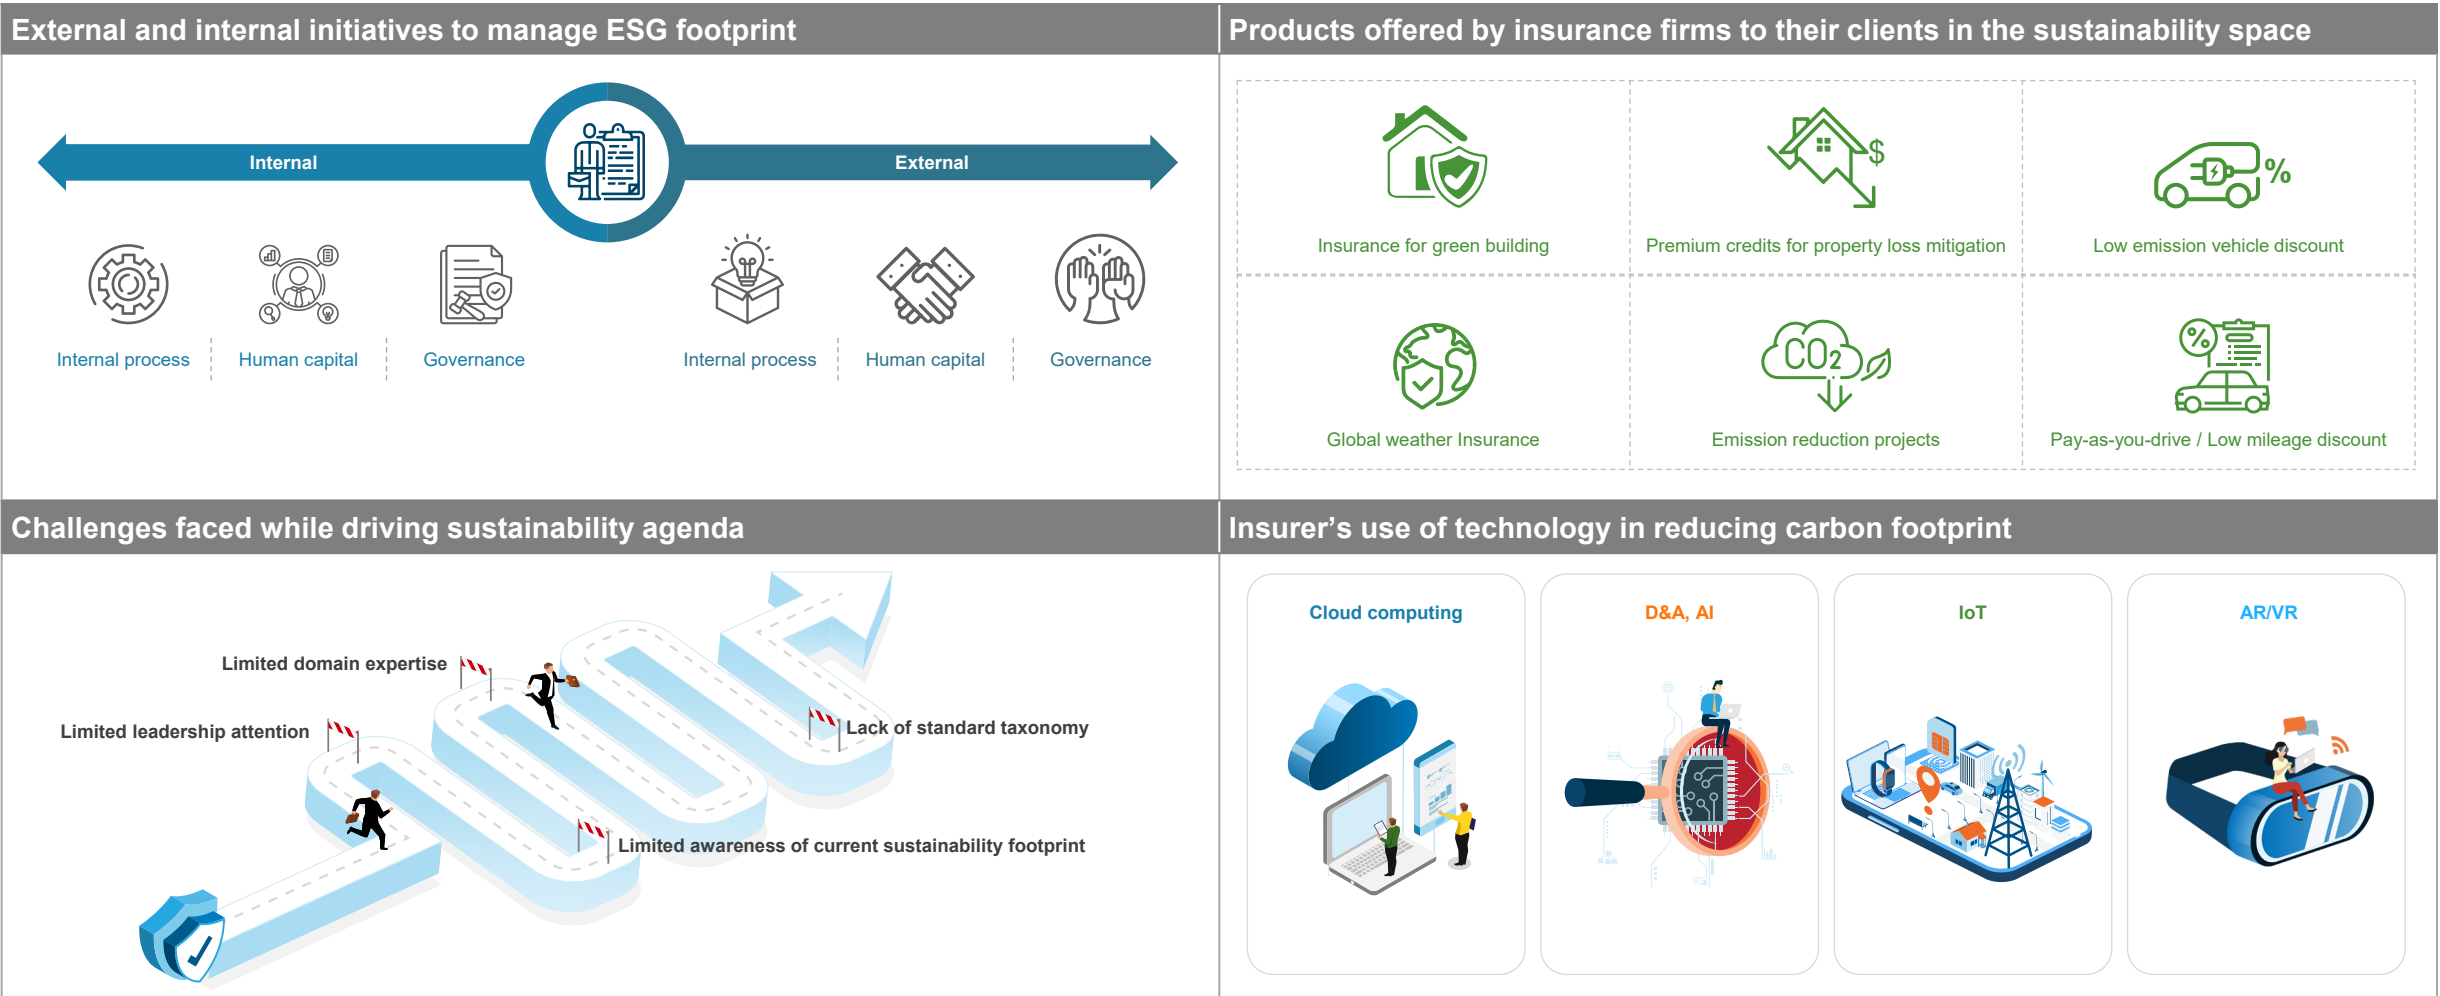 External and internal initiatives to manage ESG footprint
Internal
External
Internal process
Human capital
Governance
Internal process
Human capital
Governance
Products offered by insurance firms to their clients in the sustainability space
$
%
Insurance for green building
Premium credits for property loss mitigation
Low emission vehicle discount
CO2
%
Global weather Insurance
Emission reduction projects
Pay-as-you-drive / Low mileage discount
Challenges faced while driving sustainability agenda
Limited domain expertise
Limited leadership attention
Lack of standard taxonomy
Limited awareness of current sustainability footprint
Insurer’s use of technology in reducing carbon footprint
Cloud computing
D&A, AI
IoT
AR/VR